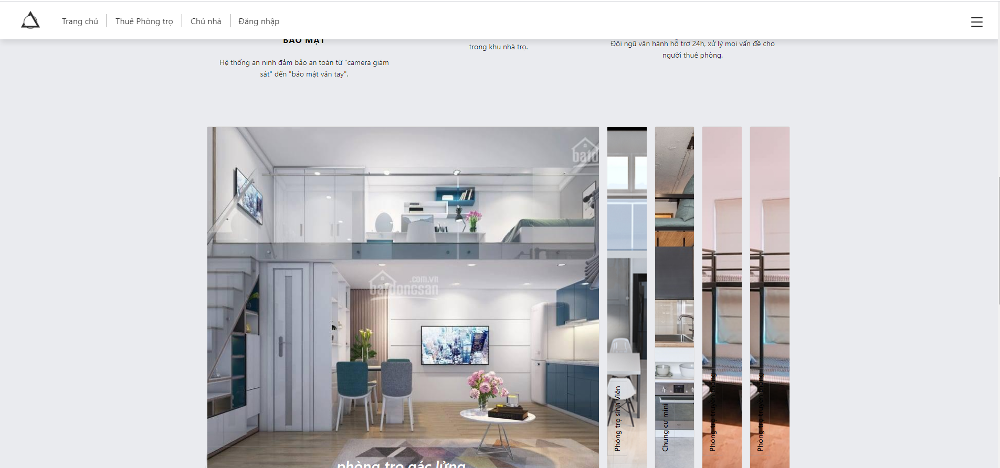 Trang chủ
Thuê Phòng trọ
Chủ nhà
Đăng nhập
BẢO MẬT
Hệ thống an ninh đảm bảo an toàn từ "camera giám
sát" đến "bảo mật vân tay".
trong khu nhà trọ.
Đội ngũ vận hành hỗ trợ 24h, xử lý mọi vấn đề cho
người thuê phòng.
batd
.com.vn
batdongsan
phòng trọ gác lửng
Phòng trọ sinh Viên
Chung cư mini
Phòng trọ truyền thống
Phòng trọ truyền thống